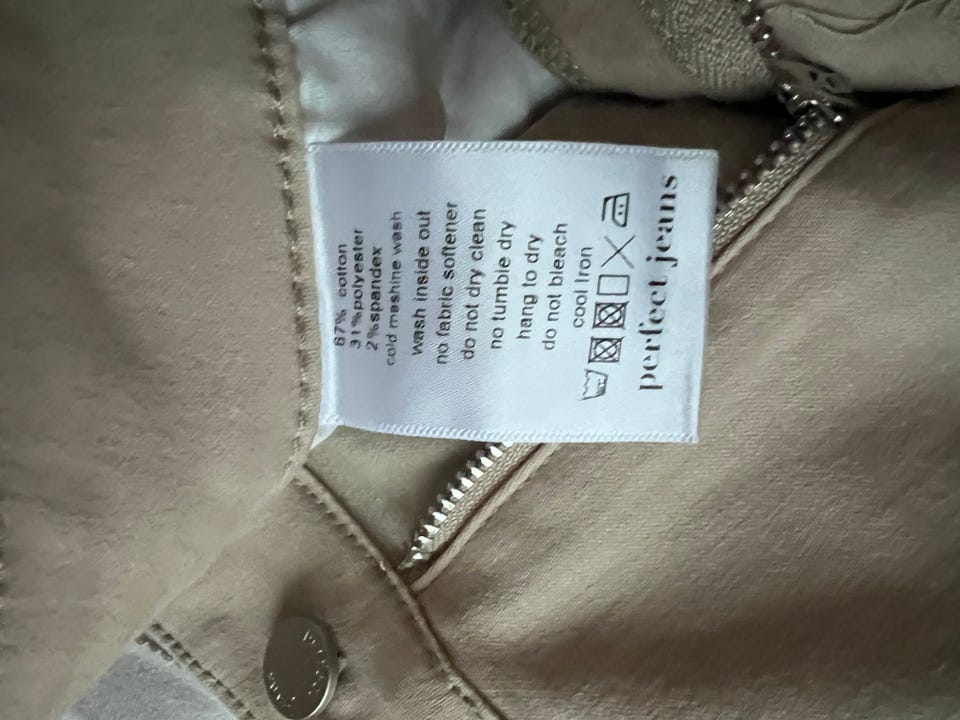 67% cotton
31%polyester
2%spandex
cold mashine wash
wash inside out
no fabric softener
do not dry clean
no tumble dry
hang to dry
do not bleach
cool Iron
perfect jeans